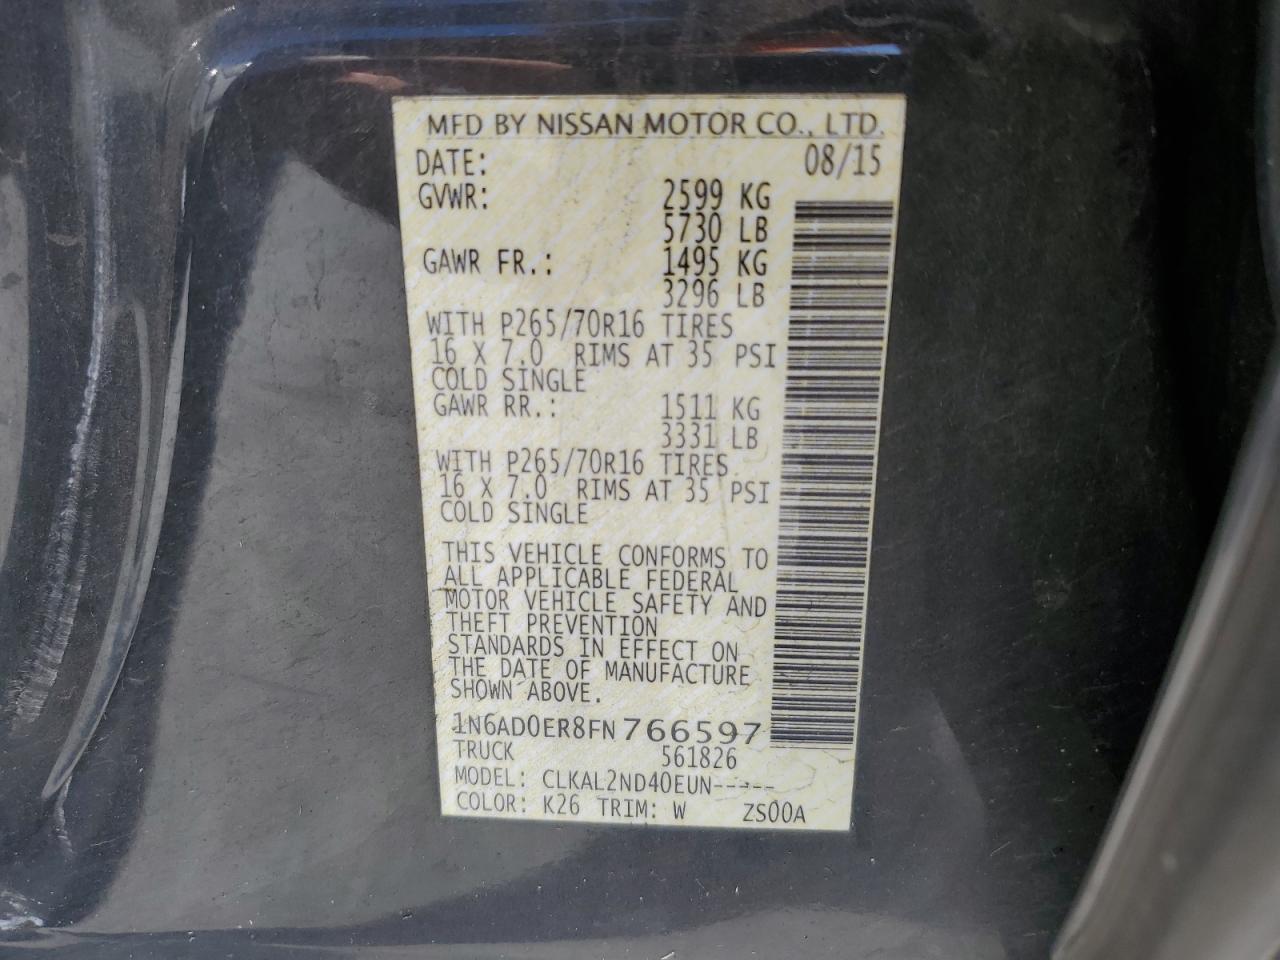 MFD BY NISSAN MOTOR CO., LTD.
DATE: 08/15
GVWR: 2599 KG
5730 LB
GAWR FR.: 1495 KG
3296 LB
WITH P265/70R16 TIRES
16 X 7.0 RIMS AT 35 PSI
COLD SINGLE
GAWR RR.: 1511 KG
3331 LB
WITH P265/70R16 TIRES
16 X 7.0 RIMS AT 35 PSI
COLD SINGLE
THIS VEHICLE CONFORMS TO
ALL APPLICABLE FEDERAL
MOTOR VEHICLE SAFETY AND
THEFT PREVENTION
STANDARDS IN EFFECT ON
THE DATE OF MANUFACTURE
SHOWN ABOVE.
1N6AD0ER8FN766597
TRUCK 561826
MODEL: CLKAL2ND40EUN-----
COLOR: K26 TRIM: W ZS00A